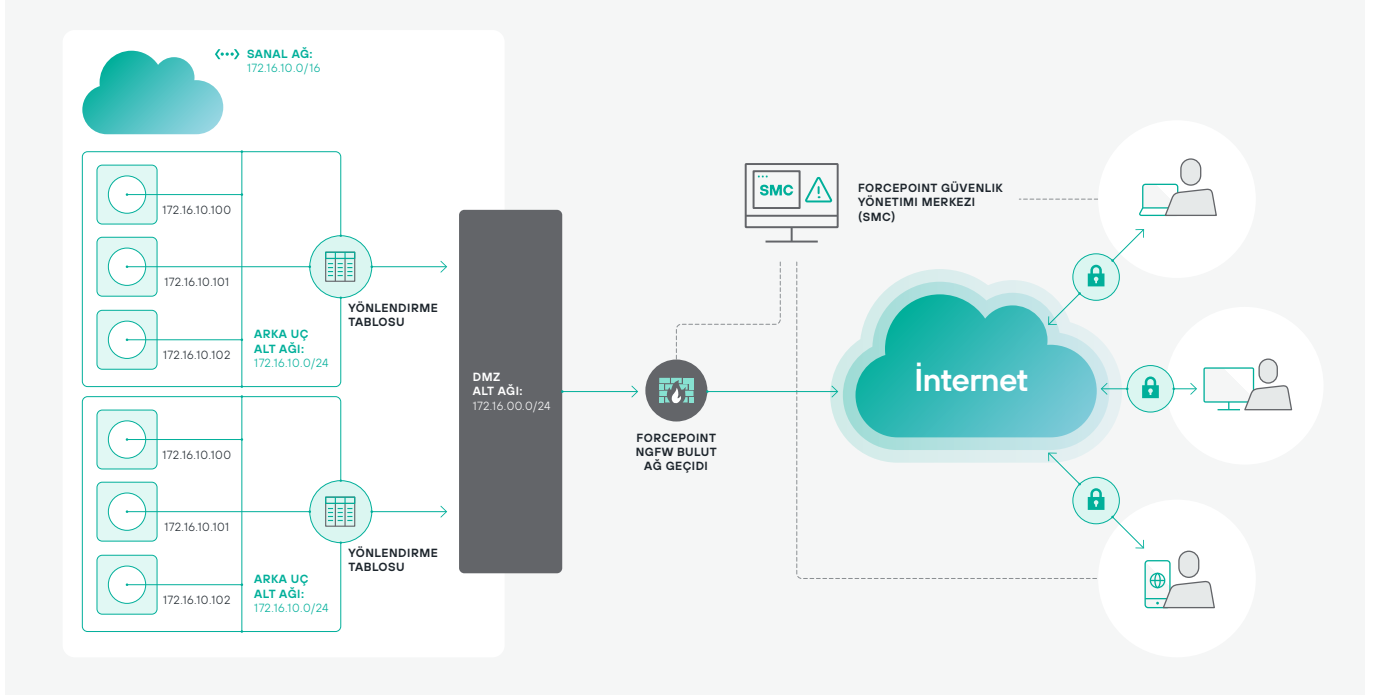 SANAL AĞ:
172.16.10.0/16
172.16.10.100
172.16.10.101
172.16.10.102
YÖNLENDIRME
TABLOSU
ARKA UÇ
ALT AĞI:
172.16.10.0/24
172.16.10.100
172.16.10.101
172.16.10.102
YÖNLENDIRME
TABLOSU
ARKA UÇ
ALT AĞI:
172.16.10.0/24
DMZ
ALT AĞI:
172.16.00.0/24
FORCEPOINT
NGFW BULUT
AĞ GEÇIDI
SMC
FORCEPOINT GÜVENLIK
YÖNETIMI MERKEZI
(SMC)
İnternet